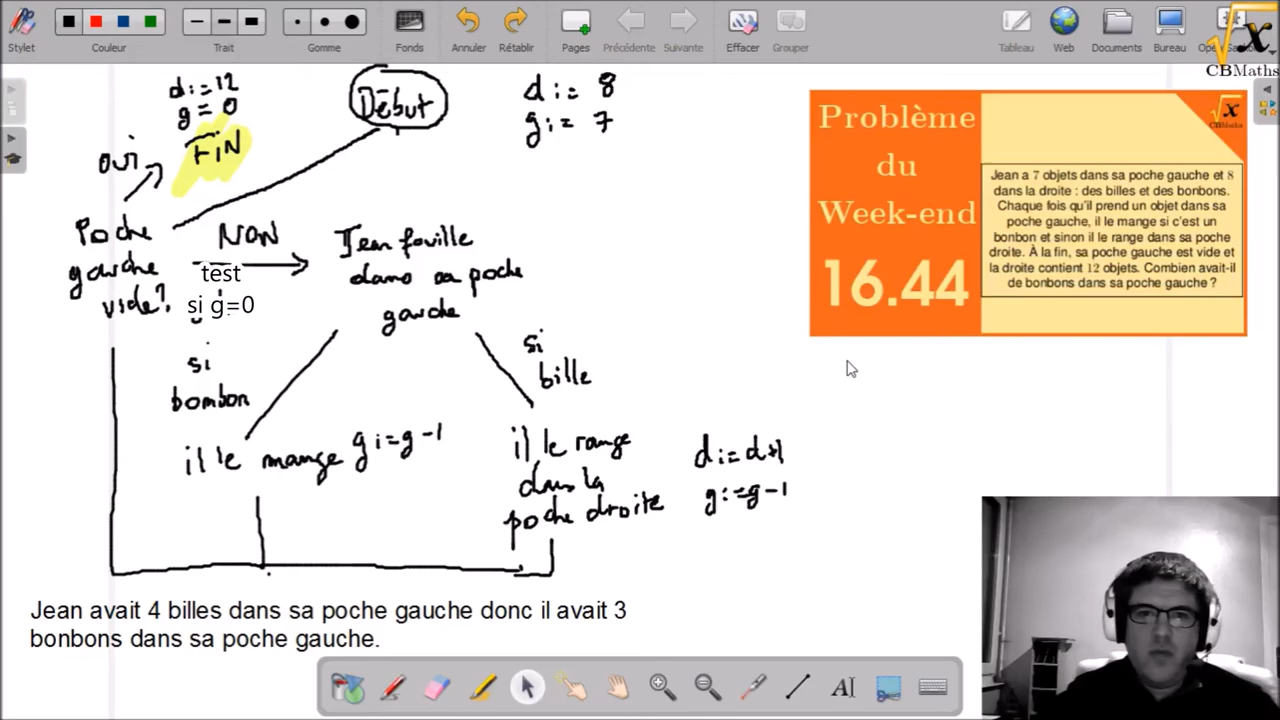 Stylet
Couleur
Trait
Gomme
Fonds
Annuler
Rétablir
Pages
Précédente
Suivante
Effacer
Grouper
Tableau
Web
Documents
Bureau
√x
CBMaths
d:=12
g=0
FIN
oui
Début
d:= 8
g:= 7
Poche
gauche
vide?
NON
test
si g=0
Jean fouille
dans sa poche
gauche
si
bombon
si
bille
il le mange g:=g-1
il le range
dans la
poche droite
d:=d+1
g:=g-1
Problème
du
Week-end
16.44
√x
CBMaths
Jean a 7 objets dans sa poche gauche et 8
dans la droite : des billes et des bonbons.
Chaque fois qu'il prend un objet dans sa
poche gauche, il le mange si c'est un
bonbon et sinon il le range dans sa poche
droite. À la fin, sa poche gauche est vide et
la droite contient 12 objets. Combien avait-il
de bonbons dans sa poche gauche ?
Jean avait 4 billes dans sa poche gauche donc il avait 3
bonbons dans sa poche gauche.
AI